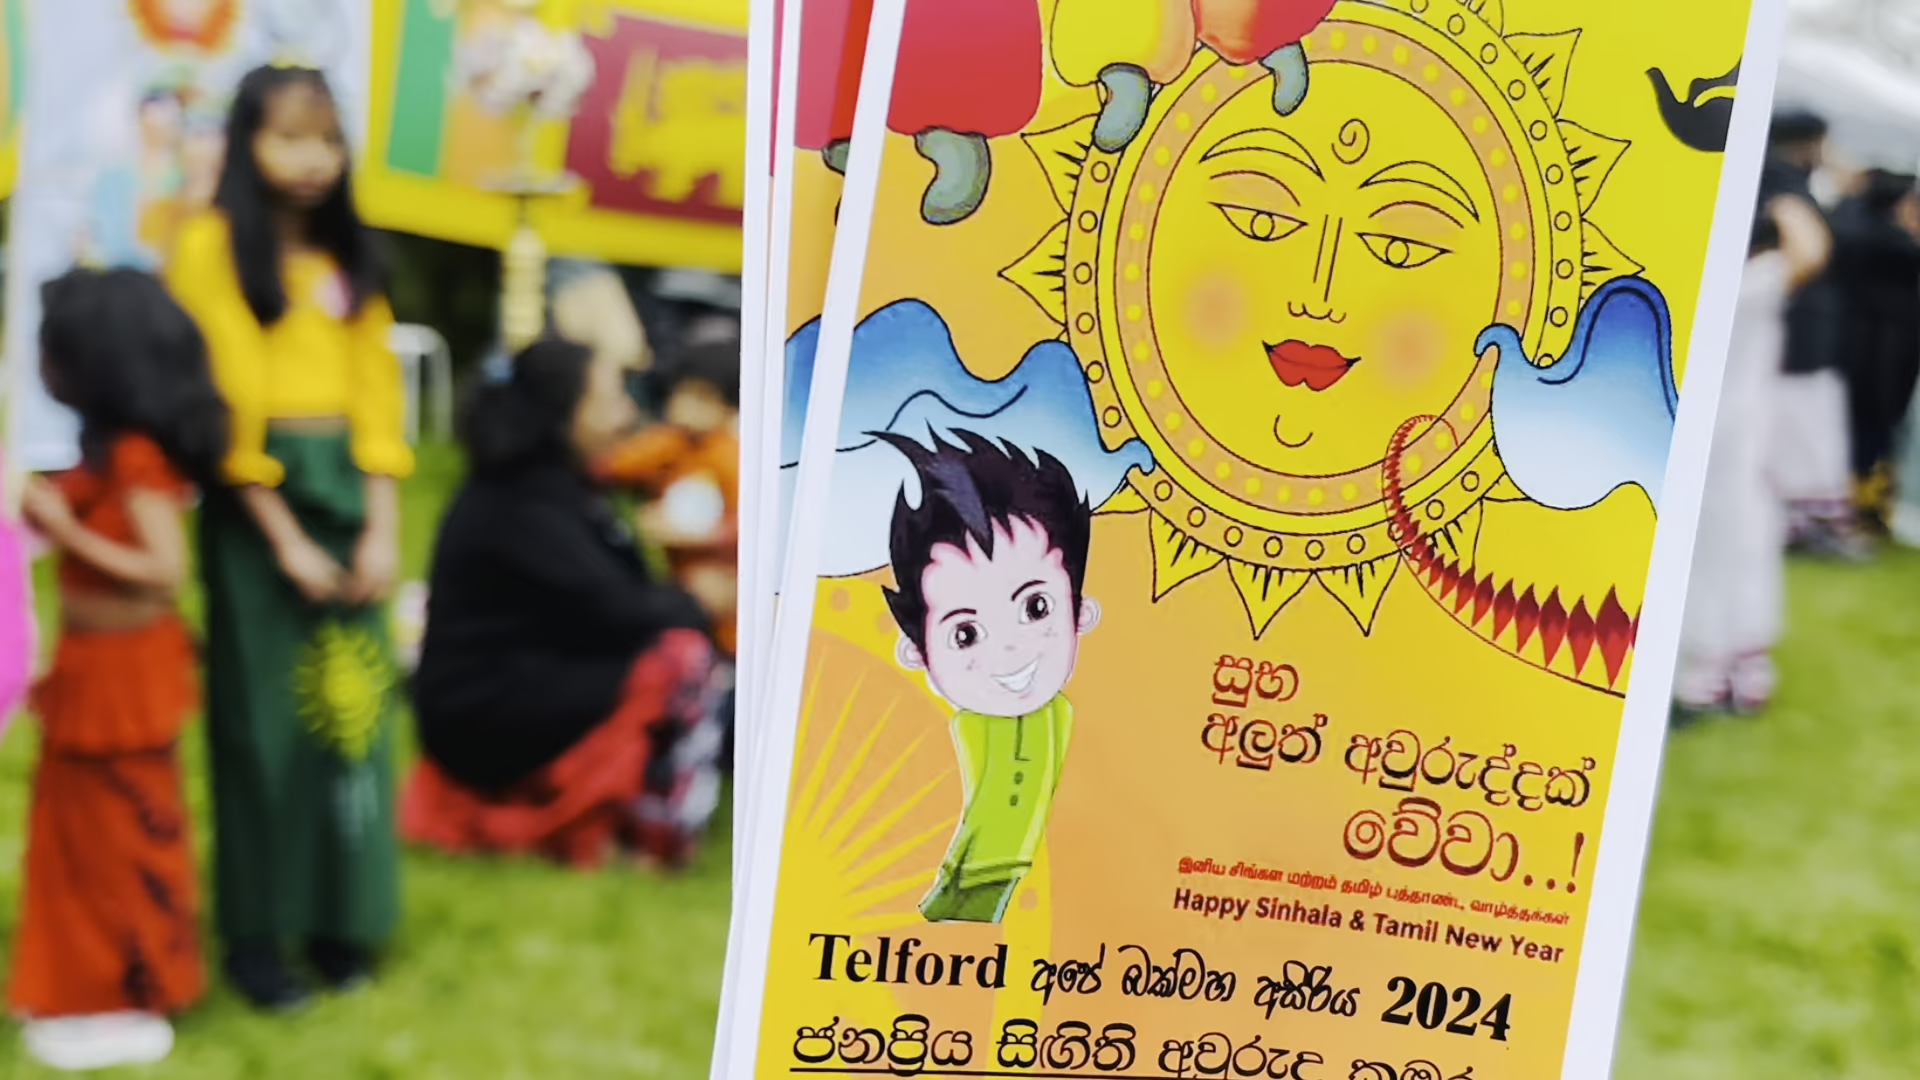 සුභ
අලුත් අවුරුද්දක්
වේවා..!
இனிய சிங்கள மற்றும் தமிழ் புத்தாண்டு வாழ்த்துக்கள்
Happy Sinhala & Tamil New Year
Telford අපේ බක්මහ අසිරිය 2024
ජනප්‍රිය සිඟිති අවුරුදු